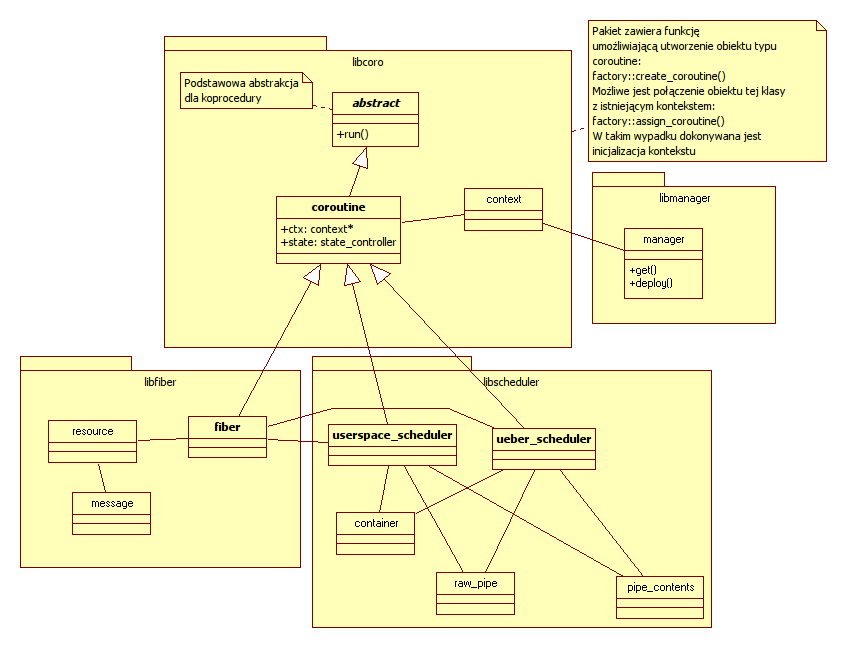 Pakiet zawiera funkcję
umożliwiającą utworzenie obiektu typu
coroutine:
factory::create_coroutine()
Możliwe jest połączenie obiektu tej klasy
z istniejącym kontekstem:
factory::assign_coroutine()
W takim wypadku dokonywana jest
inicjalizacja kontekstu
libcoro
Podstawowa abstrakcja
dla koprocedury
abstract
+run()
coroutine
+ctx: context*
+state: state_controller
context
libmanager
manager
+get()
+deploy()
libfiber
resource
fiber
message
libscheduler
userspace_scheduler
ueber_scheduler
container
raw_pipe
pipe_contents